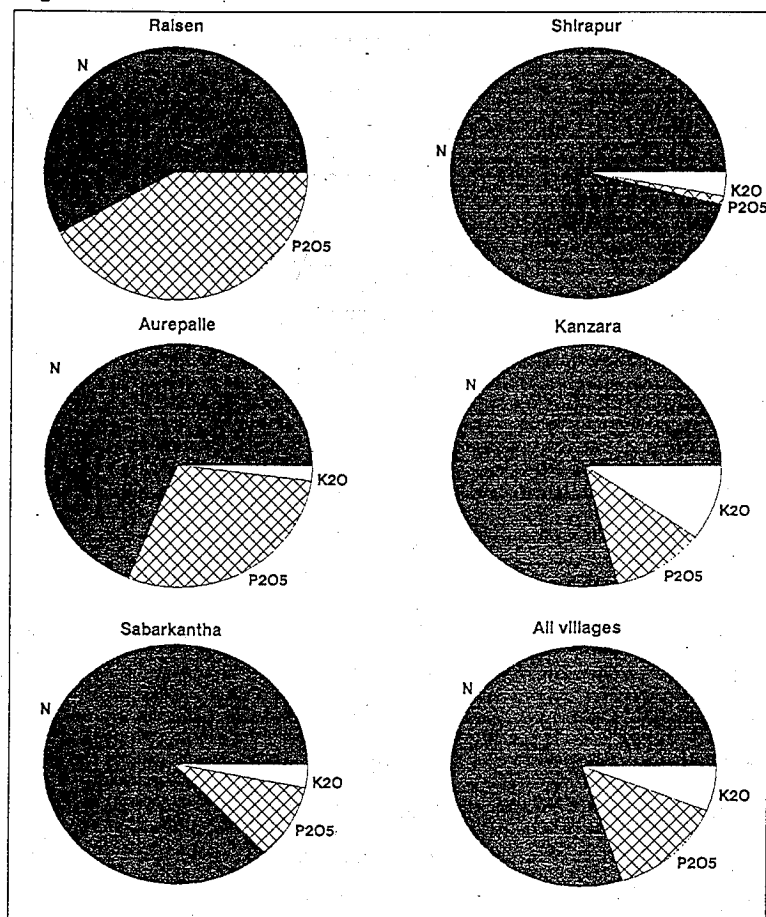 Raisen
N
P2O5
Shirapur
N
K2O
P2O5
Aurepalle
N
K2O
P2O5
Kanzara
N
K2O
P2O5
Sabarkantha
N
K2O
P2O5
All villages
N
K2O
P2O5